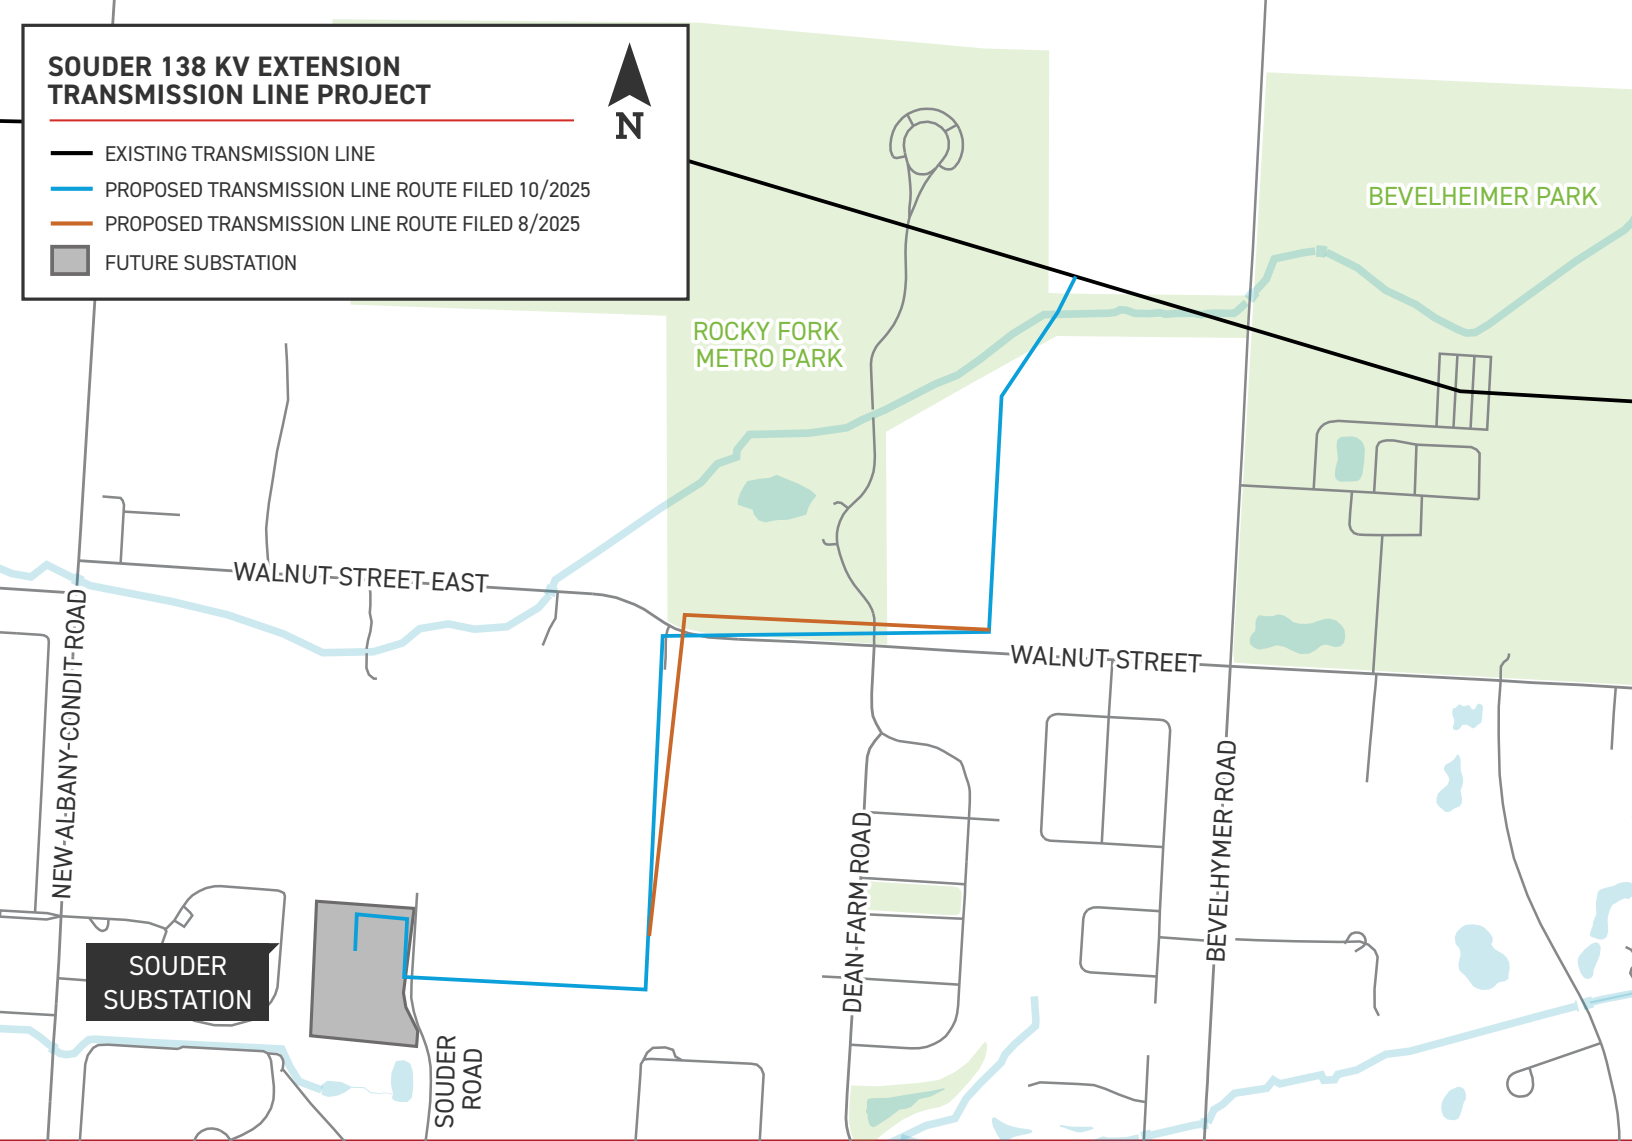 SOUDER 138 KV EXTENSION
TRANSMISSION LINE PROJECT
N
EXISTING TRANSMISSION LINE
PROPOSED TRANSMISSION LINE ROUTE FILED 10/2025
PROPOSED TRANSMISSION LINE ROUTE FILED 8/2025
FUTURE SUBSTATION
BEVELHEIMER PARK
ROCKY FORK
METRO PARK
WALNUT STREET EAST
WALNUT STREET
NEW ALBANY CONDIT ROAD
BEVELHYMER ROAD
DEAN FARM ROAD
SOUDER
SUBSTATION
SOUDER
ROAD